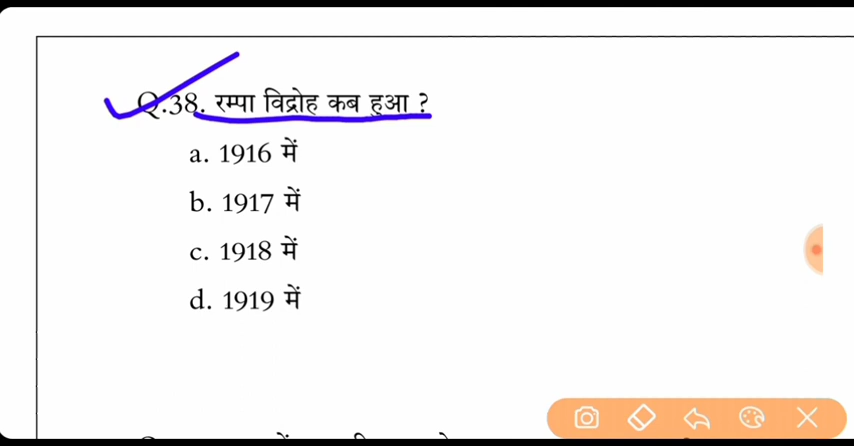 Q.38. रम्पा विद्रोह कब हुआ ?
a. 1916 में
b. 1917 में
c. 1918 में
d. 1919 में